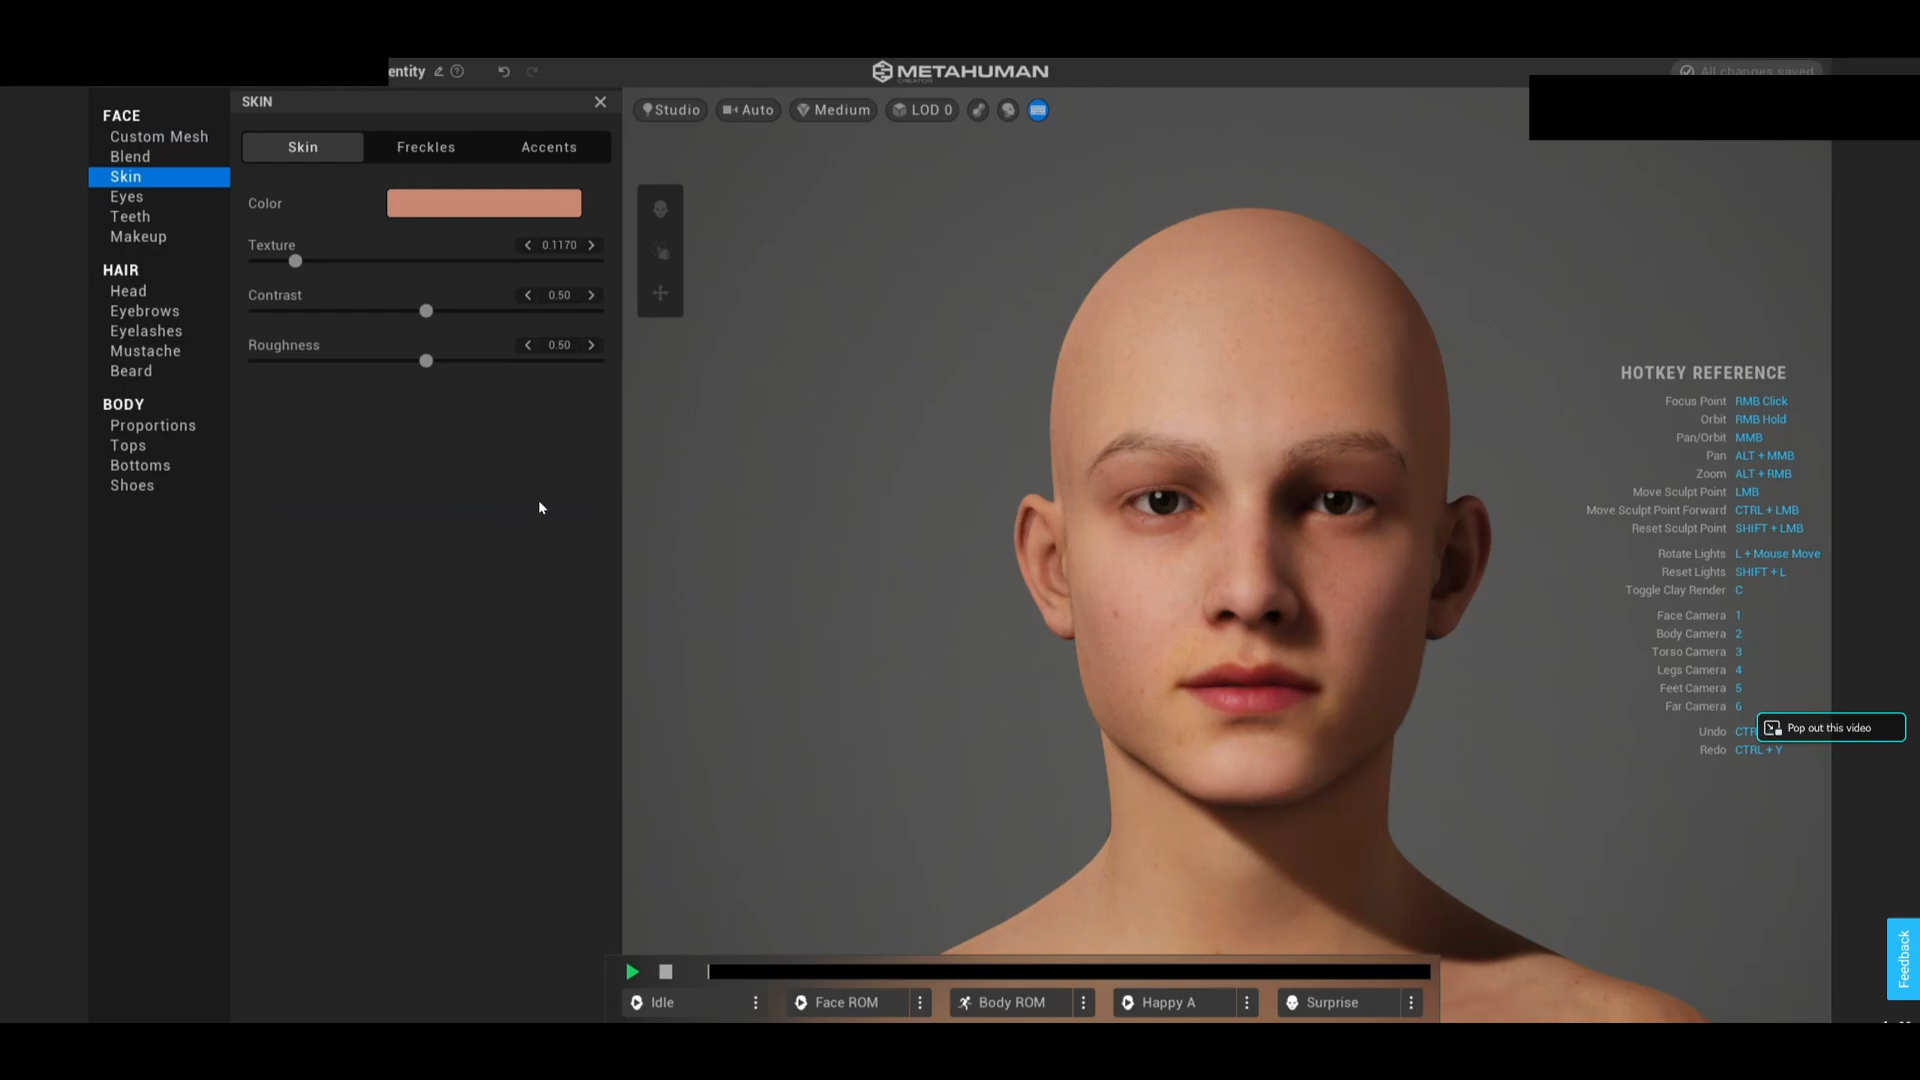 entity
METAHUMAN
CREATOR
All changes saved
FACE
Custom Mesh
Blend
Skin
Eyes
Teeth
Makeup
HAIR
Head
Eyebrows
Eyelashes
Mustache
Beard
BODY
Proportions
Tops
Bottoms
Shoes
SKIN
Skin Freckles Accents
Color
Texture 0.1170
Contrast 0.50
Roughness 0.50
Studio Auto Medium LOD 0
HOTKEY REFERENCE
Focus Point RMB Click
Orbit RMB Hold
Pan/Orbit MMB
Pan ALT + MMB
Zoom ALT + RMB
Move Sculpt Point LMB
Move Sculpt Point Forward CTRL + LMB
Reset Sculpt Point SHIFT + LMB
Rotate Lights L + Mouse Move
Reset Lights SHIFT + L
Toggle Clay Render C
Face Camera 1
Body Camera 2
Torso Camera 3
Legs Camera 4
Feet Camera 5
Far Camera 6
Undo CTR
Redo CTRL + Y
Pop out this video
Feedback
Idle Face ROM Body ROM Happy A Surprise